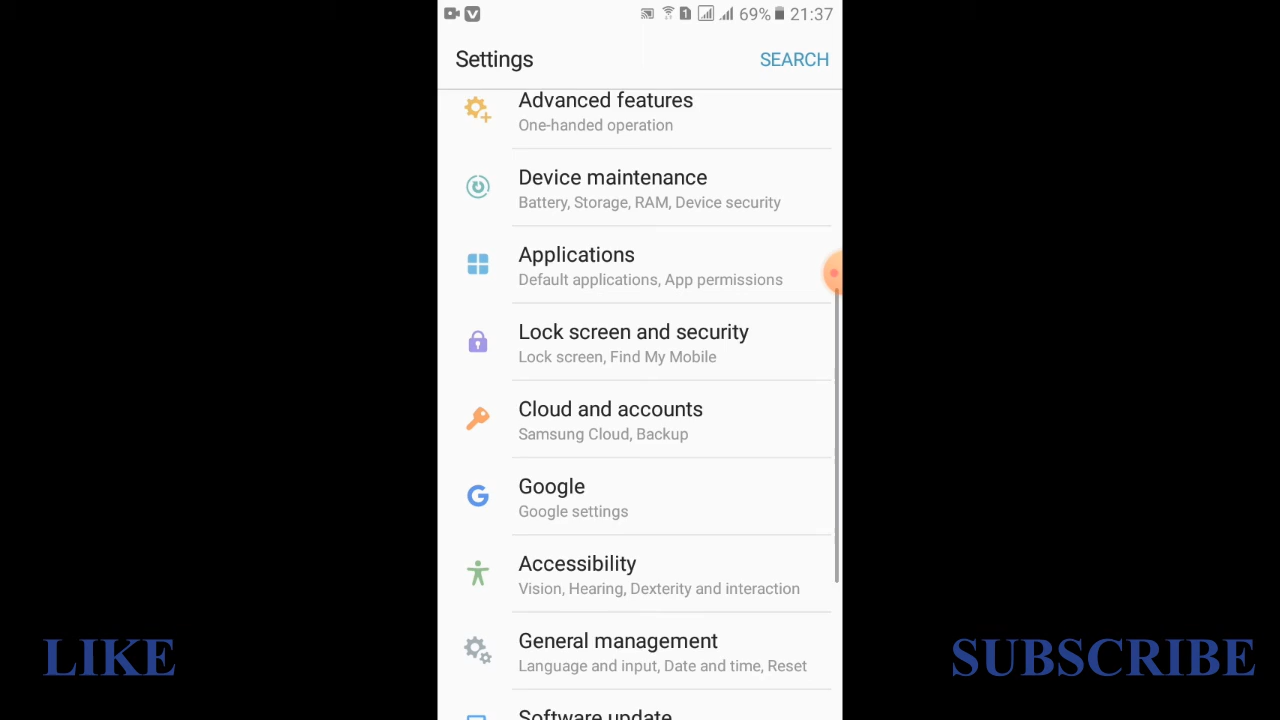 1 69% 21:37
Settings SEARCH
Advanced features
One-handed operation
Device maintenance
Battery, Storage, RAM, Device security
Applications
Default applications, App permissions
Lock screen and security
Lock screen, Find My Mobile
Cloud and accounts
Samsung Cloud, Backup
Google
Google settings
Accessibility
Vision, Hearing, Dexterity and interaction
General management
Language and input, Date and time, Reset
Software update
LIKE SUBSCRIBE